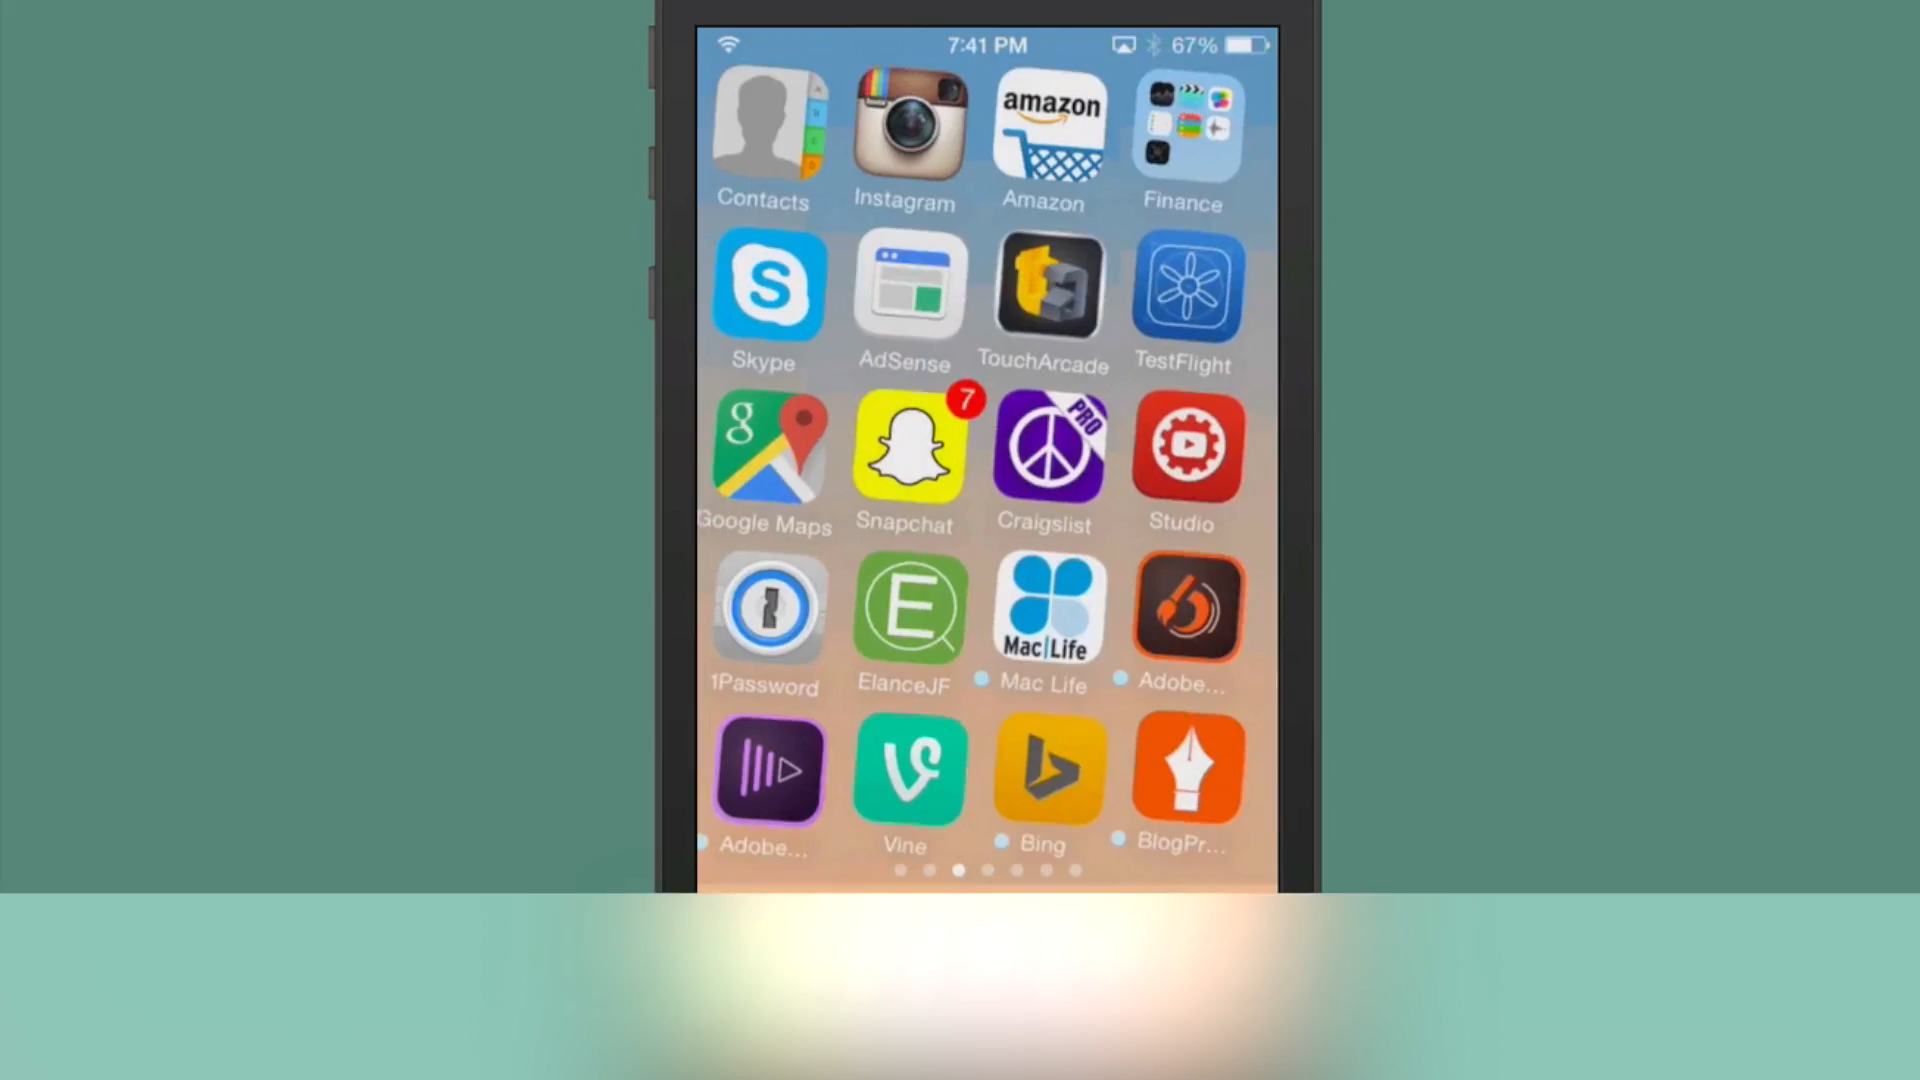 7:41 PM 67%
amazon
Contacts Instagram Amazon Finance
S
Skype AdSense TouchArcade TestFlight
g 7 PRO
Google Maps Snapchat Craigslist Studio
E Mac|Life
1Password ElanceJF Mac Life Adobe...
Adobe... Vine Bing BlogPr...